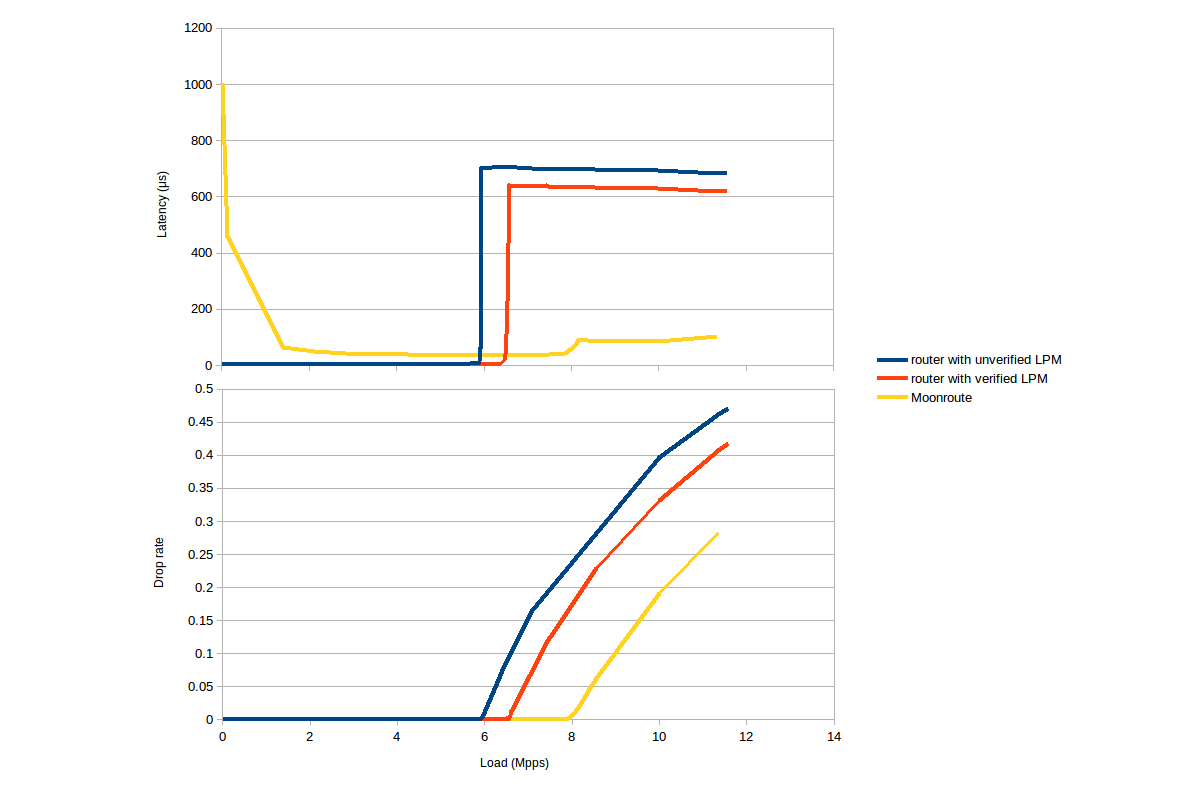 1200
1000
800
600
400
200
0
Latency (µs)
0.5
0.45
0.4
0.35
0.3
0.25
0.2
0.15
0.1
0.05
0
Drop rate
0 2 4 6 8 10 12 14
Load (Mpps)
router with unverified LPM
router with verified LPM
Moonroute